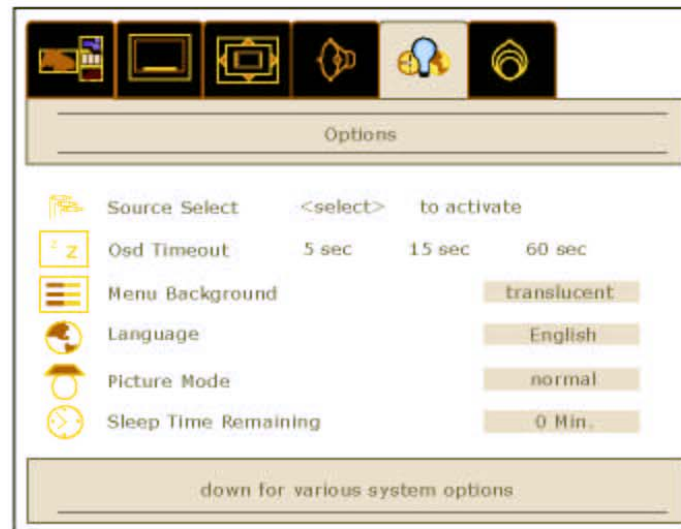 Options
Source Select <select> to activate
Osd Timeout 5 sec 15 sec 60 sec
Menu Background translucent
Language English
Picture Mode normal
Sleep Time Remaining 0 Min.
down for various system options